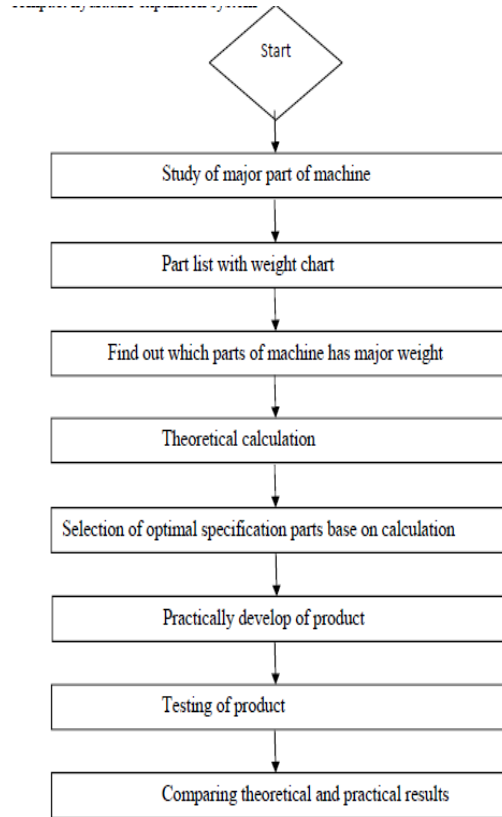 Start
Study of major part of machine
Part list with weight chart
Find out which parts of machine has major weight
Theoretical calculation
Selection of optimal specification parts base on calculation
Practically develop of product
Testing of product
Comparing theoretical and practical results